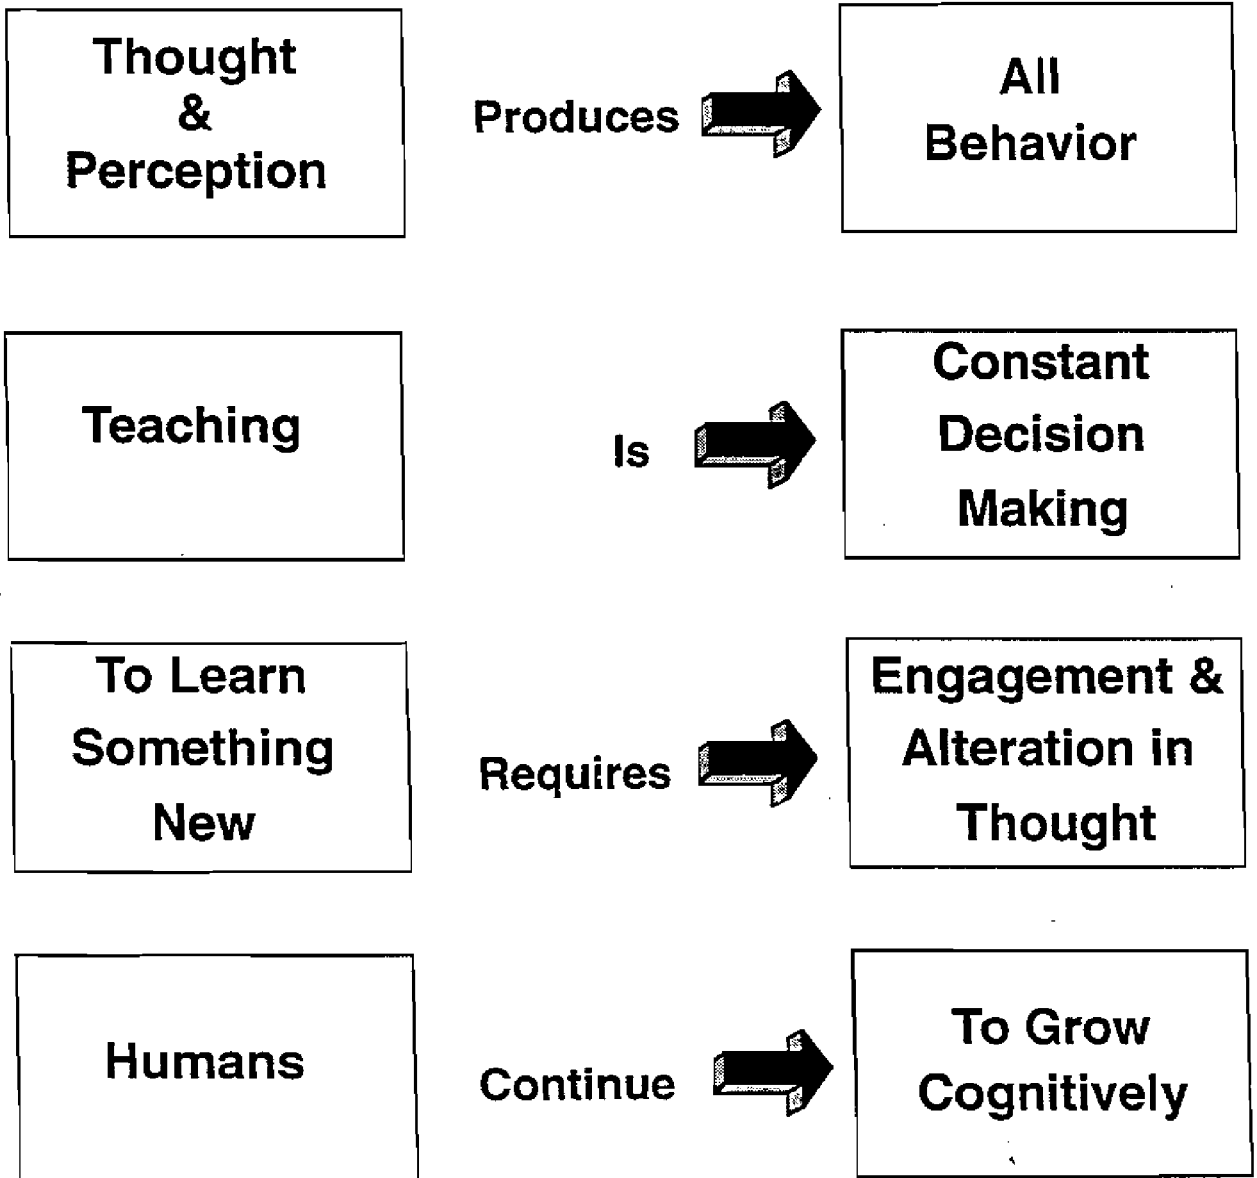 Thought
&
Perception
Produces
All
Behavior
Teaching
Is
Constant
Decision
Making
To Learn
Something
New
Requires
Engagement &
Alteration in
Thought
Humans
Continue
To Grow
Cognitively